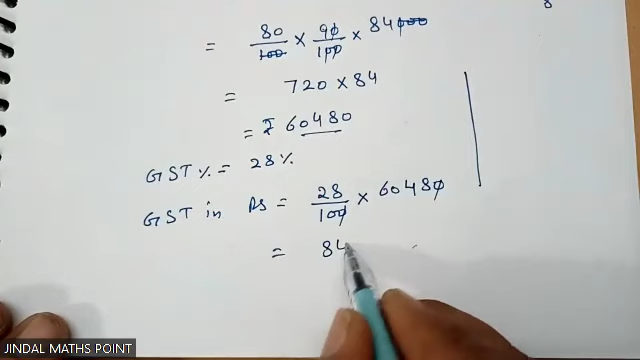 = 80/100 × 90/100 × 84000
= 720 × 84
= ₹ 60480
GST % = 28%
GST in Rs = 28/100 × 60480
= 84
JINDAL MATHS POINT